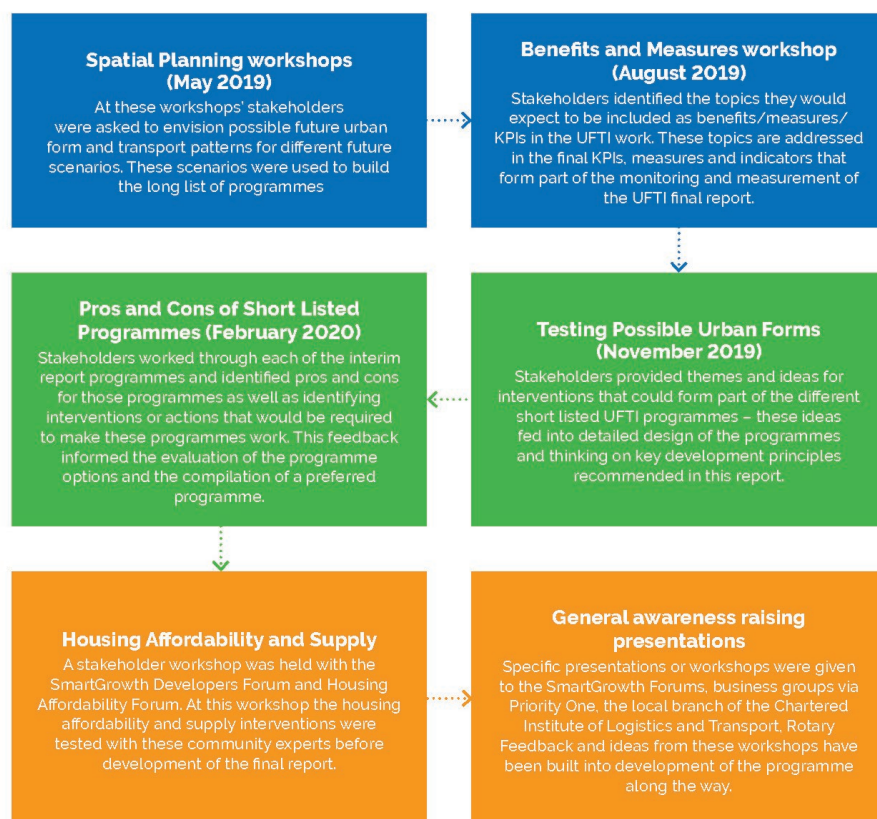 Spatial Planning workshops
(May 2019)
At these workshops' stakeholders
were asked to envision possible future urban
form and transport patterns for different future
scenarios. These scenarios were used to build
the long list of programmes
Benefits and Measures workshop
(August 2019)
Stakeholders identified the topics they would
expect to be included as benefits/measures/
KPIs in the UFTI work. These topics are addressed
in the final KPIs, measures and indicators that
form part of the monitoring and measurement of
the UFTI final report.
Testing Possible Urban Forms
(November 2019)
Stakeholders provided themes and ideas for
interventions that could form part of the different
short listed UFTI programmes – these ideas
fed into detailed design of the programmes
and thinking on key development principles
recommended in this report.
Pros and Cons of Short Listed
Programmes (February 2020)
Stakeholders worked through each of the interim
report programmes and identified pros and cons
for those programmes as well as identifying
interventions or actions that would be required
to make these programmes work. This feedback
informed the evaluation of the programme
options and the compilation of a preferred
programme.
Housing Affordability and Supply
A stakeholder workshop was held with the
SmartGrowth Developers Forum and Housing
Affordability Forum. At this workshop the housing
affordability and supply interventions were
tested with these community experts before
development of the final report.
General awareness raising
presentations
Specific presentations or workshops were given
to the SmartGrowth Forums, business groups via
Priority One, the local branch of the Chartered
Institute of Logistics and Transport, Rotary
Feedback and ideas from these workshops have
been built into development of the programme
along the way.